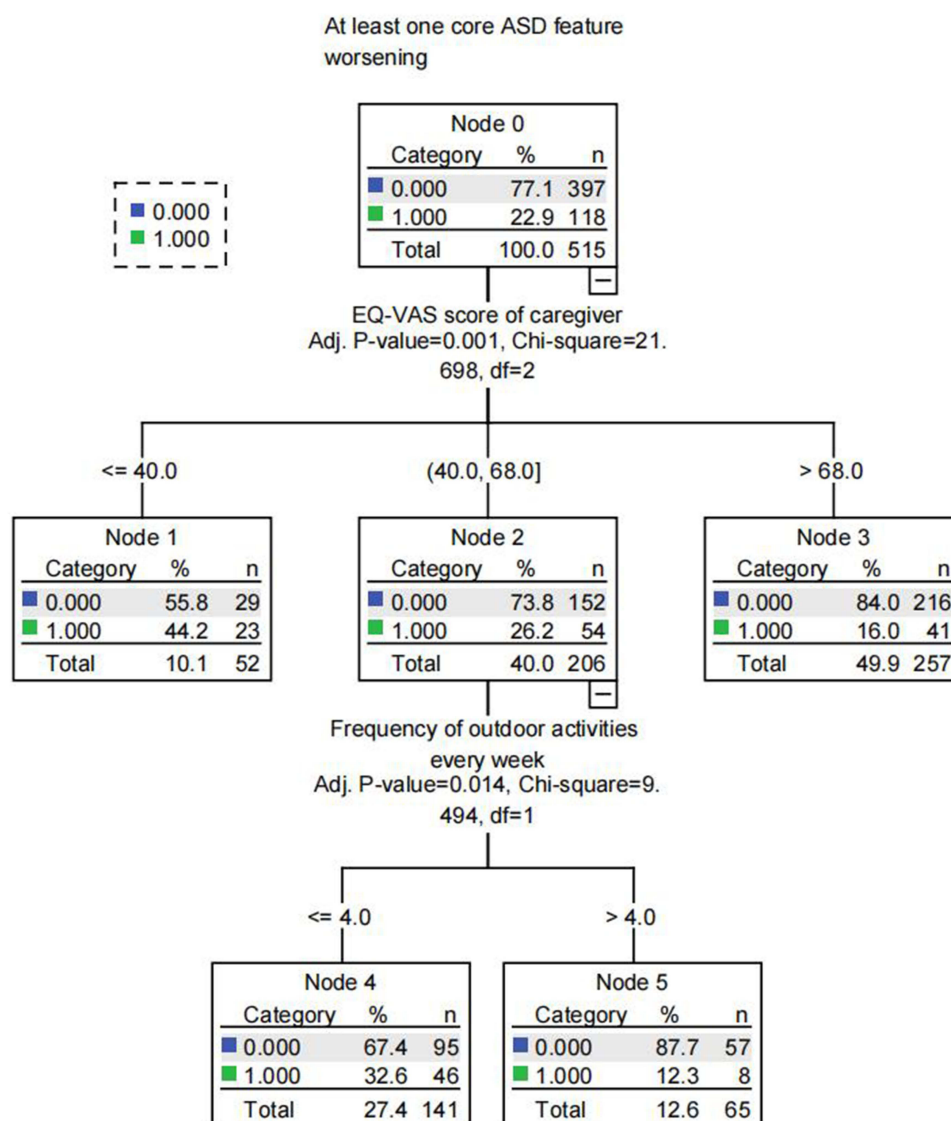 At least one core ASD feature
worsening
Node 0
Category % n
0.000 77.1 397
1.000 22.9 118
Total 100.0 515
0.000
1.000
EQ-VAS score of caregiver
Adj. P-value=0.001, Chi-square=21.
698, df=2
<= 40.0
(40.0, 68.0]
> 68.0
Node 1
Category % n
0.000 55.8 29
1.000 44.2 23
Total 10.1 52
Node 2
Category % n
0.000 73.8 152
1.000 26.2 54
Total 40.0 206
Node 3
Category % n
0.000 84.0 216
1.000 16.0 41
Total 49.9 257
Frequency of outdoor activities
every week
Adj. P-value=0.014, Chi-square=9.
494, df=1
<= 4.0
> 4.0
Node 4
Category % n
0.000 67.4 95
1.000 32.6 46
Total 27.4 141
Node 5
Category % n
0.000 87.7 57
1.000 12.3 8
Total 12.6 65